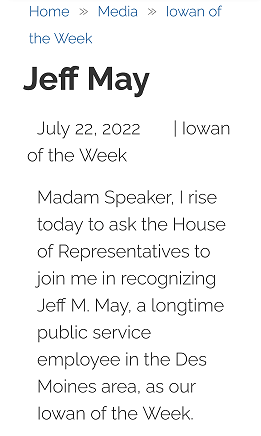 Home » Media » Iowan of
the Week
Jeff May
July 22, 2022 | Iowan
of the Week
Madam Speaker, I rise
today to ask the House
of Representatives to
join me in recognizing
Jeff M. May, a longtime
public service
employee in the Des
Moines area, as our
Iowan of the Week.